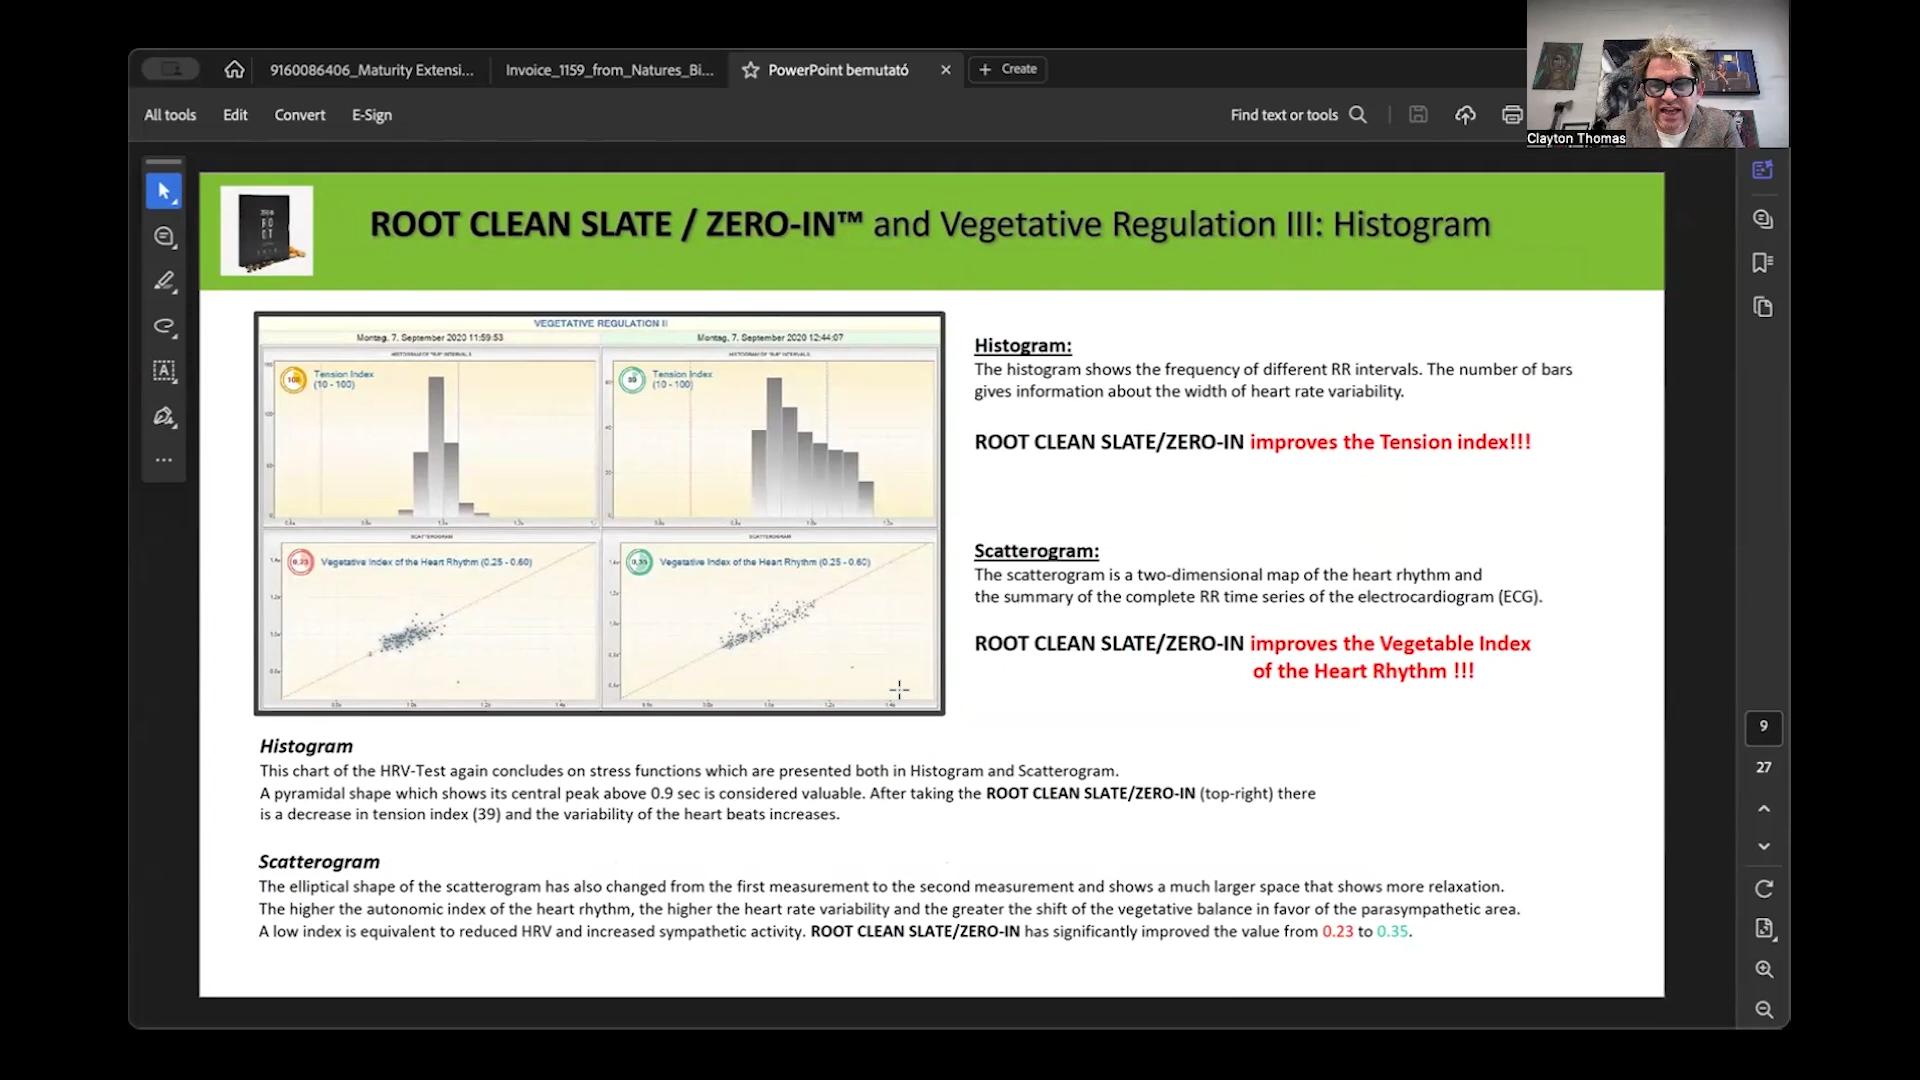 9160086406_Maturity Extensi...
Invoice_1159_from_Natures_Bi...
PowerPoint bemutató
Create
All tools
Edit
Convert
E-Sign
Find text or tools
Clayton Thomas
ROOT CLEAN SLATE / ZERO-IN™ and Vegetative Regulation III: Histogram
VEGETATIVE REGULATION II
Montag, 7. September 2020 11:59:53
Montag, 7. September 2020 12:44:07
Tension Index
(10 - 100)
39
Tension Index
(10 - 100)
SCATTEROGRAM
SCATTEROGRAM
0,23
Vegetative Index of the Heart Rhythm (0.25 - 0.60)
0,35
Vegetative Index of the Heart Rhythm (0.25 - 0.60)
Histogram:
The histogram shows the frequency of different RR intervals. The number of bars
gives information about the width of heart rate variability.
ROOT CLEAN SLATE/ZERO-IN improves the Tension index!!!
Scatterogram:
The scatterogram is a two-dimensional map of the heart rhythm and
the summary of the complete RR time series of the electrocardiogram (ECG).
ROOT CLEAN SLATE/ZERO-IN improves the Vegetable Index
of the Heart Rhythm !!!
Histogram
This chart of the HRV-Test again concludes on stress functions which are presented both in Histogram and Scatterogram.
A pyramidal shape which shows its central peak above 0.9 sec is considered valuable. After taking the ROOT CLEAN SLATE/ZERO-IN (top-right) there
is a decrease in tension index (39) and the variability of the heart beats increases.
Scatterogram
The elliptical shape of the scatterogram has also changed from the first measurement to the second measurement and shows a much larger space that shows more relaxation.
The higher the autonomic index of the heart rhythm, the higher the heart rate variability and the greater the shift of the vegetative balance in favor of the parasympathetic area.
A low index is equivalent to reduced HRV and increased sympathetic activity. ROOT CLEAN SLATE/ZERO-IN has significantly improved the value from 0.23 to 0.35.
9
27